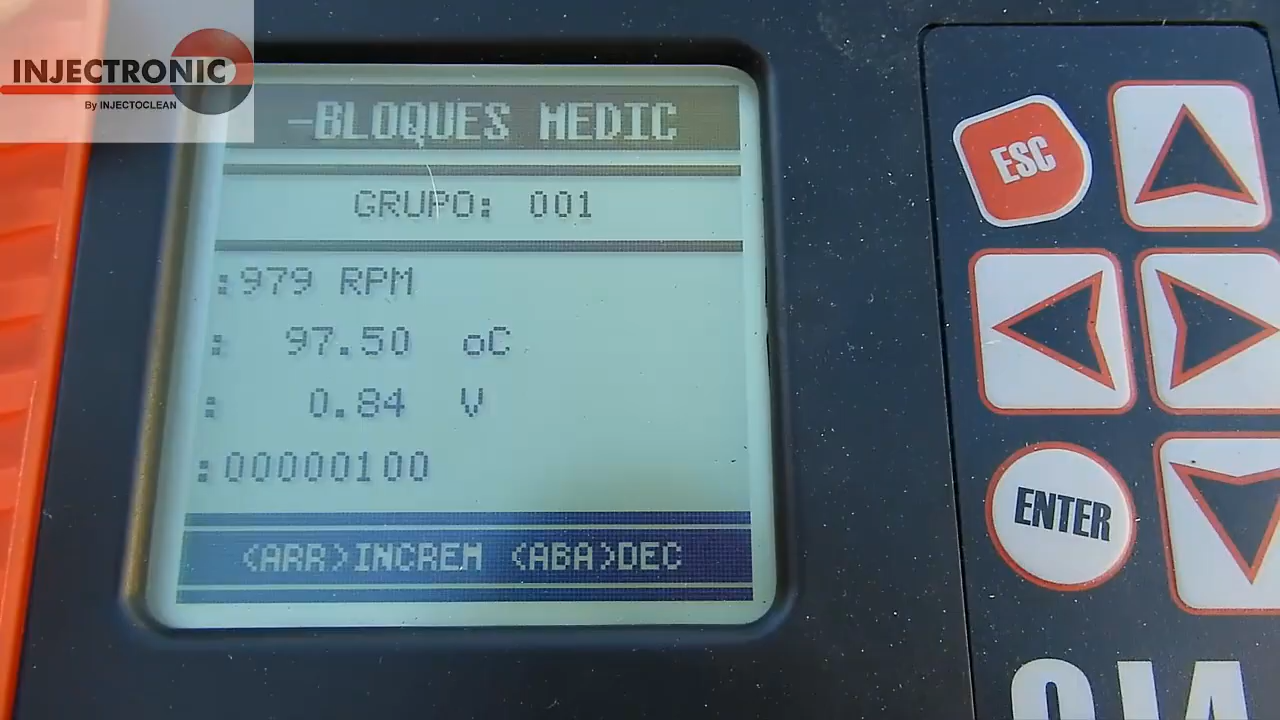 INJECTRONIC
By INJECTOCLEAN
-BLOQUES MEDIC
GRUPO: 001
:979 RPM
: 97.50 oC
: 0.84 V
:00000100
<ARR>INCREM <ABA>DEC
ESC
ENTER